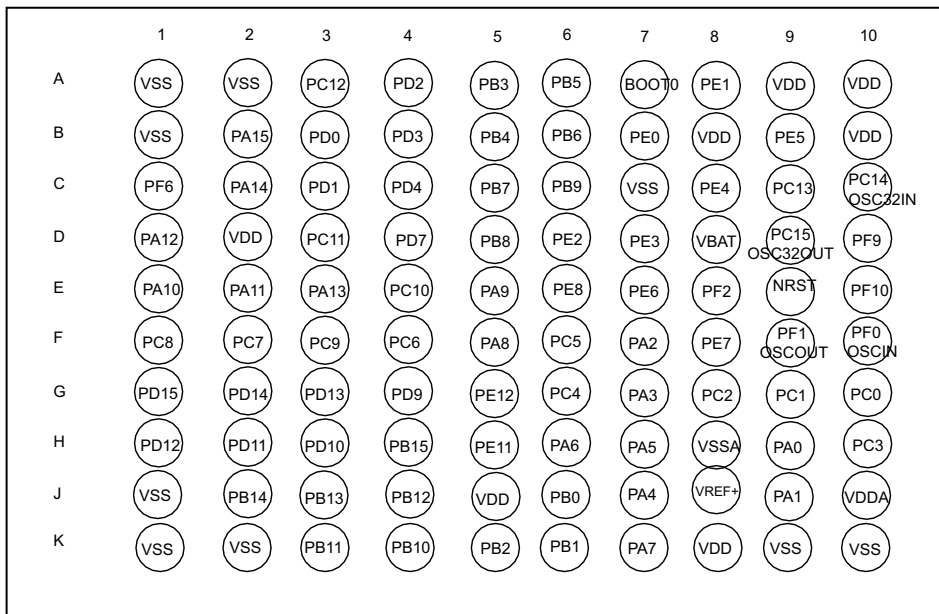 1 2 3 4 5 6 7 8 9 10
A VSS VSS PC12 PD2 PB3 PB5 BOOT0 PE1 VDD VDD
B VSS PA15 PD0 PD3 PB4 PB6 PE0 VDD PE5 VDD
C PF6 PA14 PD1 PD4 PB7 PB9 VSS PE4 PC13 PC14
OSC32IN
D PA12 VDD PC11 PD7 PB8 PE2 PE3 VBAT PC15 PF9
OSC32OUT
E PA10 PA11 PA13 PC10 PA9 PE8 PE6 PF2 NRST PF10
F PC8 PC7 PC9 PC6 PA8 PC5 PA2 PE7 PF1 PF0
OSCOUT OSCIN
G PD15 PD14 PD13 PD9 PE12 PC4 PA3 PC2 PC1 PC0
H PD12 PD11 PD10 PB15 PE11 PA6 PA5 VSSA PA0 PC3
J VSS PB14 PB13 PB12 VDD PB0 PA4 VREF+ PA1 VDDA
K VSS VSS PB11 PB10 PB2 PB1 PA7 VDD VSS VSS